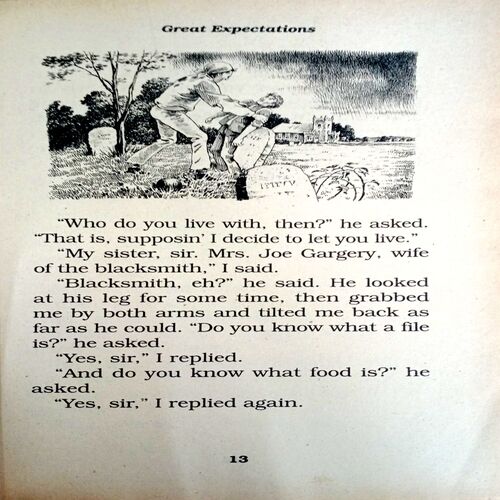 Great Expectations
"Who do you live with, then?" he asked.
"That is, supposin' I decide to let you live."
"My sister, sir. Mrs. Joe Gargery, wife
of the blacksmith," I said.
"Blacksmith, eh?" he said. He looked
at his leg for some time, then grabbed
me by both arms and tilted me back as
far as he could. "Do you know what a file
is?" he asked.
"Yes, sir," I replied.
"And do you know what food is?" he
asked.
"Yes, sir," I replied again.
13